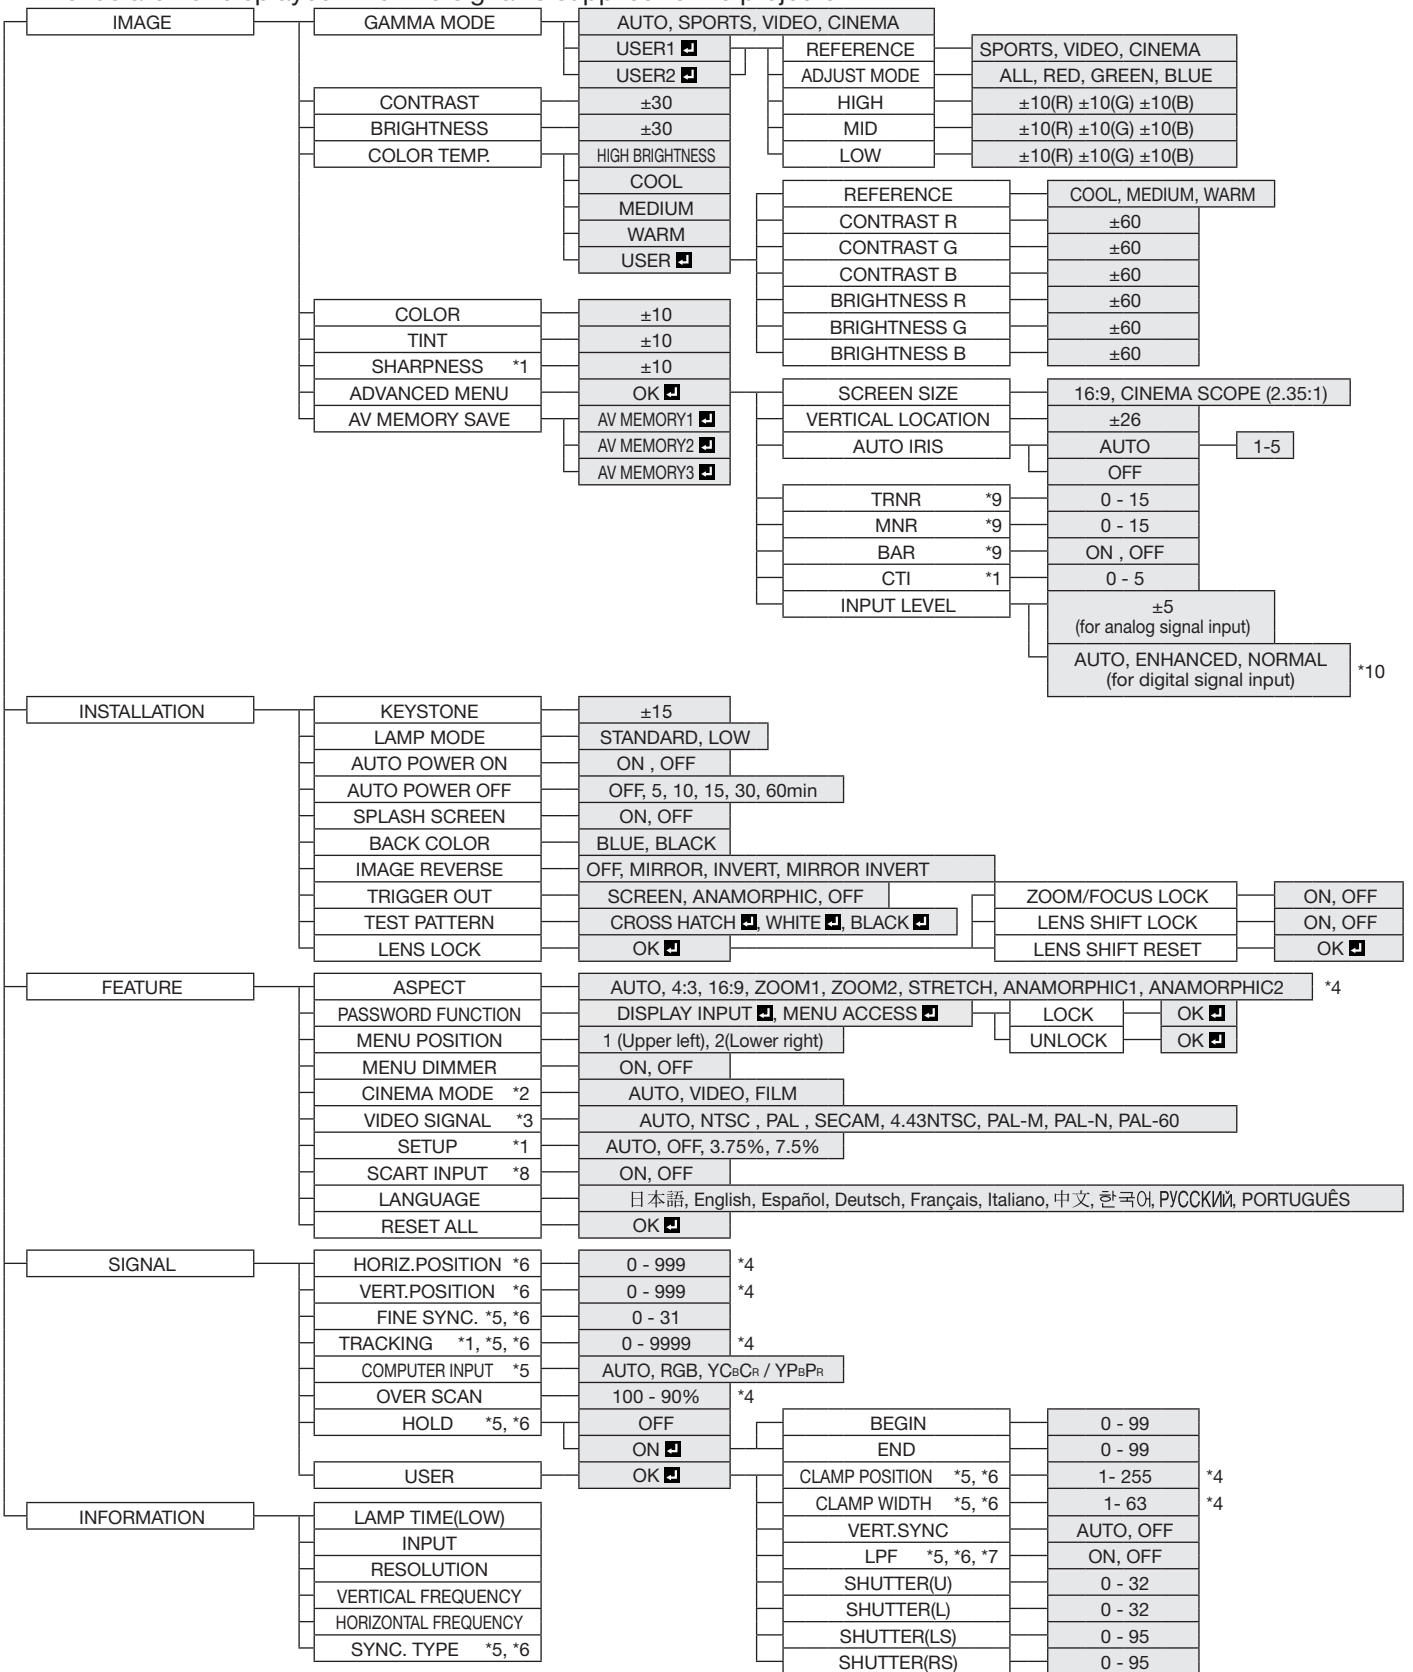 IMAGE GAMMA MODE AUTO, SPORTS, VIDEO, CINEMA
USER1 REFERENCE SPORTS, VIDEO, CINEMA
USER2 ADJUST MODE ALL, RED, GREEN, BLUE
CONTRAST ±30 HIGH ±10(R) ±10(G) ±10(B)
BRIGHTNESS ±30 MID ±10(R) ±10(G) ±10(B)
COLOR TEMP. HIGH BRIGHTNESS LOW ±10(R) ±10(G) ±10(B)
COOL
REFERENCE COOL, MEDIUM, WARM
MEDIUM
CONTRAST R ±60
WARM
CONTRAST G ±60
USER
CONTRAST B ±60
BRIGHTNESS R ±60
COLOR ±10
BRIGHTNESS G ±60
TINT ±10
BRIGHTNESS B ±60
SHARPNESS *1 ±10
ADVANCED MENU OK SCREEN SIZE 16:9, CINEMA SCOPE (2.35:1)
AV MEMORY SAVE AV MEMORY1 VERTICAL LOCATION ±26
AV MEMORY2 AUTO IRIS AUTO 1-5
AV MEMORY3 OFF
TRNR *9 0 - 15
MNR *9 0 - 15
BAR *9 ON , OFF
CTI *1 0 - 5
INPUT LEVEL ±5
(for analog signal input)
AUTO, ENHANCED, NORMAL
(for digital signal input) *10
INSTALLATION KEYSTONE ±15
LAMP MODE STANDARD, LOW
AUTO POWER ON ON , OFF
AUTO POWER OFF OFF, 5, 10, 15, 30, 60min
SPLASH SCREEN ON, OFF
BACK COLOR BLUE, BLACK
IMAGE REVERSE OFF, MIRROR, INVERT, MIRROR INVERT
TRIGGER OUT SCREEN, ANAMORPHIC, OFF ZOOM/FOCUS LOCK ON, OFF
TEST PATTERN CROSS HATCH , WHITE , BLACK LENS SHIFT LOCK ON, OFF
LENS LOCK OK LENS SHIFT RESET OK
FEATURE ASPECT AUTO, 4:3, 16:9, ZOOM1, ZOOM2, STRETCH, ANAMORPHIC1, ANAMORPHIC2 *4
PASSWORD FUNCTION DISPLAY INPUT , MENU ACCESS LOCK OK
MENU POSITION 1 (Upper left), 2(Lower right) UNLOCK OK
MENU DIMMER ON, OFF
CINEMA MODE *2 AUTO, VIDEO, FILM
VIDEO SIGNAL *3 AUTO, NTSC , PAL , SECAM, 4.43NTSC, PAL-M, PAL-N, PAL-60
SETUP *1 AUTO, OFF, 3.75%, 7.5%
SCART INPUT *8 ON, OFF
LANGUAGE 日本語, English, Español, Deutsch, Français, Italiano, 中文, 한국어, РУССКИЙ, PORTUGUÊS
RESET ALL OK
SIGNAL HORIZ.POSITION *6 0 - 999 *4
VERT.POSITION *6 0 - 999 *4
FINE SYNC. *5, *6 0 - 31
TRACKING *1, *5, *6 0 - 9999 *4
COMPUTER INPUT *5 AUTO, RGB, YCBCR / YPBPR
OVER SCAN 100 - 90% *4
HOLD *5, *6 OFF BEGIN 0 - 99
ON END 0 - 99
USER OK CLAMP POSITION *5, *6 1- 255 *4
CLAMP WIDTH *5, *6 1- 63 *4
INFORMATION LAMP TIME(LOW)
VERT.SYNC AUTO, OFF
INPUT
LPF *5, *6, *7 ON, OFF
RESOLUTION
SHUTTER(U) 0 - 32
VERTICAL FREQUENCY
SHUTTER(L) 0 - 32
HORIZONTAL FREQUENCY
SHUTTER(LS) 0 - 95
SYNC. TYPE *5, *6
SHUTTER(RS) 0 - 95